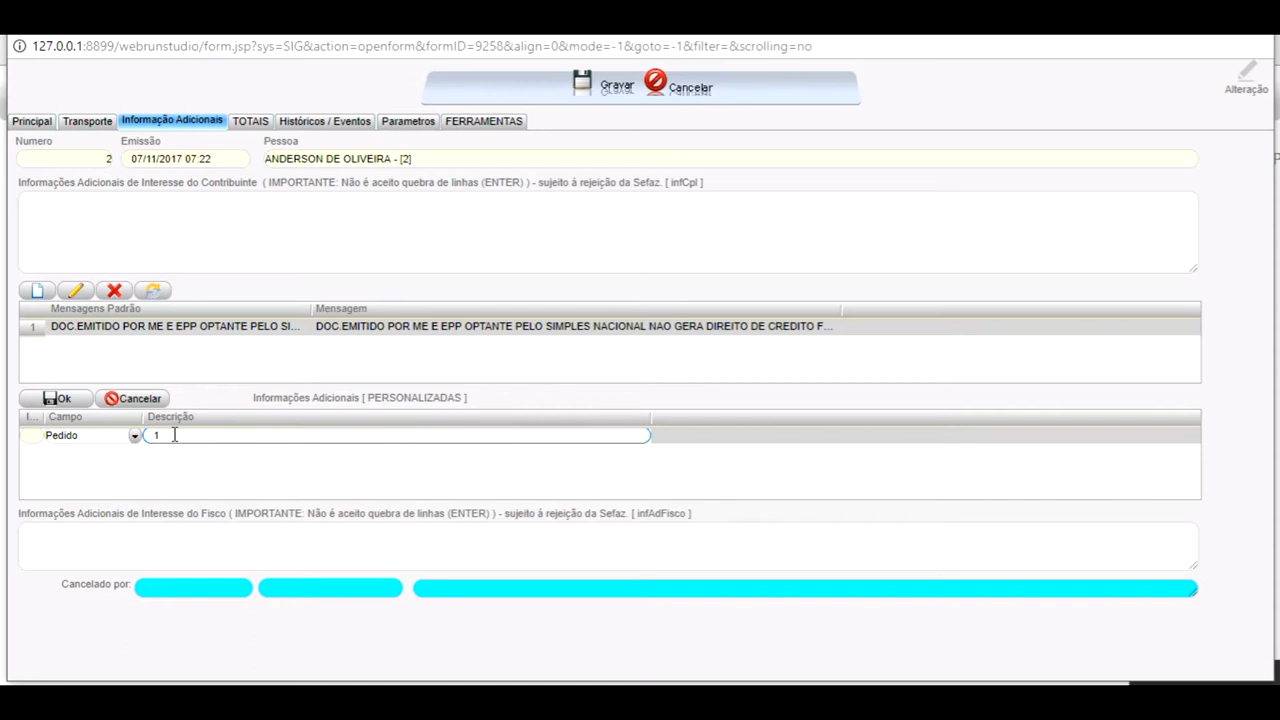 127.0.0.1:8899/webrunstudio/form.jsp?sys=SIG&action=openform&formID=9258&align=0&mode=-1&goto=-1&filter=&scrolling=no
Gravar Cancelar
Alteração
Principal Transporte Informação Adicionais TOTAIS Históricos / Eventos Parametros FERRAMENTAS
Numero Emissão Pessoa
2 07/11/2017 07:22 ANDERSON DE OLIVEIRA - [2]
Informações Adicionais de Interesse do Contribuinte ( IMPORTANTE: Não é aceito quebra de linhas (ENTER) ) - sujeito á rejeição da Sefaz. [ infCpl ]
Mensagens Padrão Mensagem
1 DOC.EMITIDO POR ME E EPP OPTANTE PELO SI... DOC.EMITIDO POR ME E EPP OPTANTE PELO SIMPLES NACIONAL NAO GERA DIREITO DE CREDITO F...
Ok Cancelar Informações Adicionais [ PERSONALIZADAS ]
I... Campo Descrição
Pedido 1
Informações Adicionais de Interesse do Fisco ( IMPORTANTE: Não é aceito quebra de linhas (ENTER) ) - sujeito á rejeição da Sefaz. [ infAdFisco ]
Cancelado por: